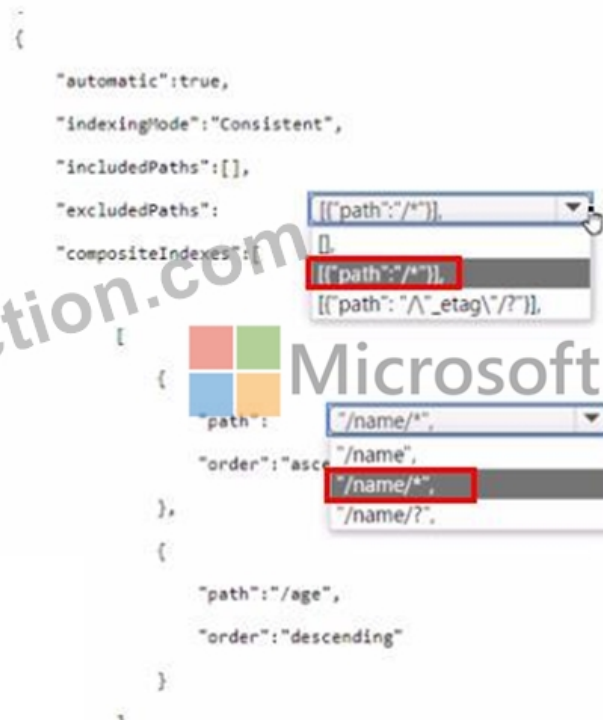 {
"automatic":true,
"indexingMode":"Consistent",
"includedPaths":[],
"excludedPaths":
[{"path":"/*"}],
"compositeIndexes":[
[],
[{"path":"/*"}],
[{"path": "/\"_etag\"/?"}],
tion.com
[
{
Microsoft
"path":
"/name/*",
"/name",
"order":"asce
"/name/*",
"/name/?",
},
{
"path":"/age",
"order":"descending"
}